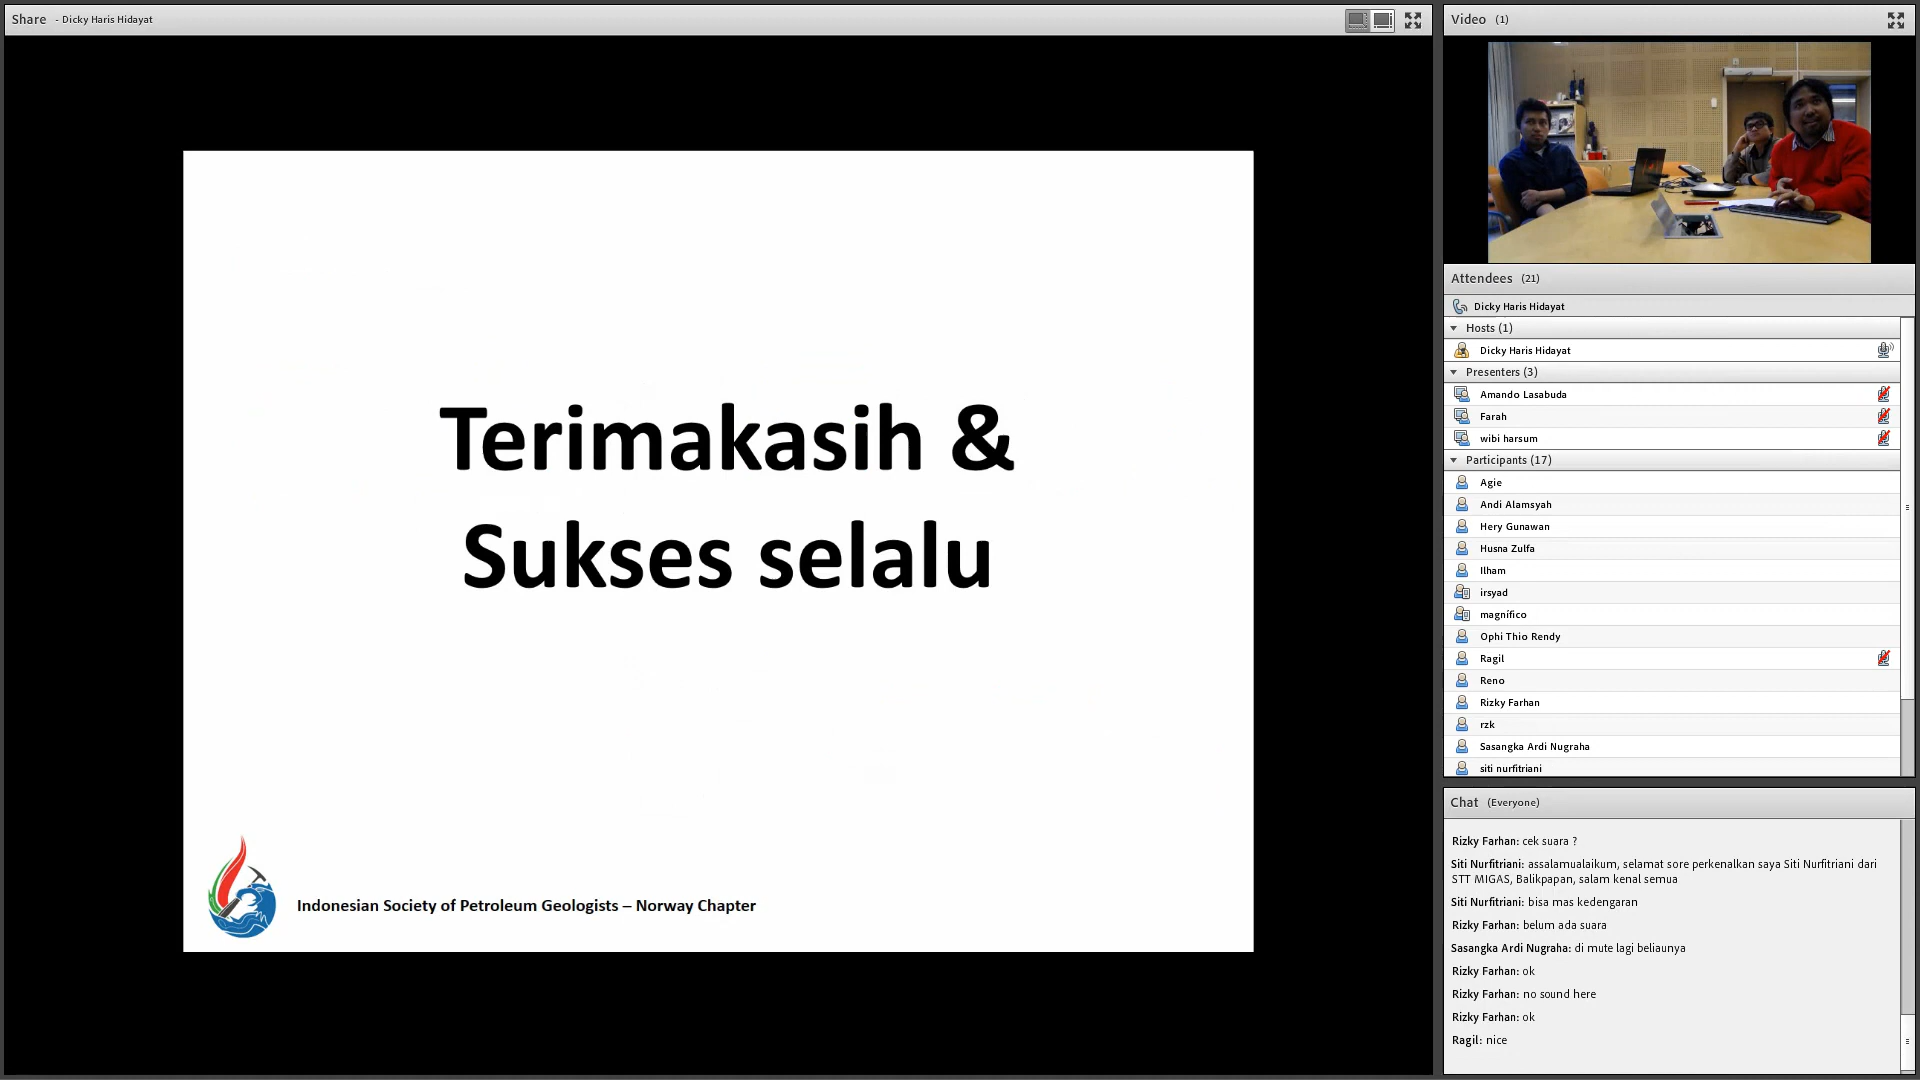 Share - Dicky Haris Hidayat
Terimakasih &
Sukses selalu
Indonesian Society of Petroleum Geologists – Norway Chapter
Video (1)
Attendees (21)
Dicky Haris Hidayat
Hosts (1)
Dicky Haris Hidayat
Presenters (3)
Amando Lasabuda
Farah
wibi harsum
Participants (17)
Agie
Andi Alamsyah
Hery Gunawan
Husna Zulfa
Ilham
irsyad
magnífico
Ophi Thio Rendy
Ragil
Reno
Rizky Farhan
rzk
Sasangka Ardi Nugraha
siti nurfitriani
Chat (Everyone)
Rizky Farhan: cek suara ?
Siti Nurfitriani: assalamualaikum, selamat sore perkenalkan saya Siti Nurfitriani dari
STT MIGAS, Balikpapan, salam kenal semua
Siti Nurfitriani: bisa mas kedengaran
Rizky Farhan: belum ada suara
Sasangka Ardi Nugraha: di mute lagi beliaunya
Rizky Farhan: ok
Rizky Farhan: no sound here
Rizky Farhan: ok
Ragil: nice